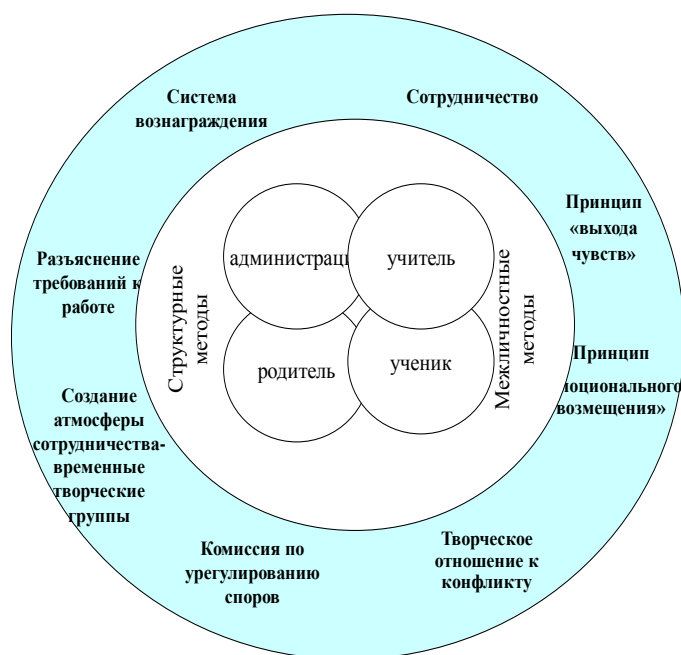 Система
вознаграждения
Сотрудничество
Принцип
«выхода
чувств»
Разъяснение
требований к
работе
администраци
учитель
Структурные
методы
Межличностные
методы
родитель
ученик
Принцип
моционального
возмещения»
Создание
атмосферы
сотрудничества-
временные
творческие
группы
Комиссия по
урегулированию
споров
Творческое
отношение к
конфликту